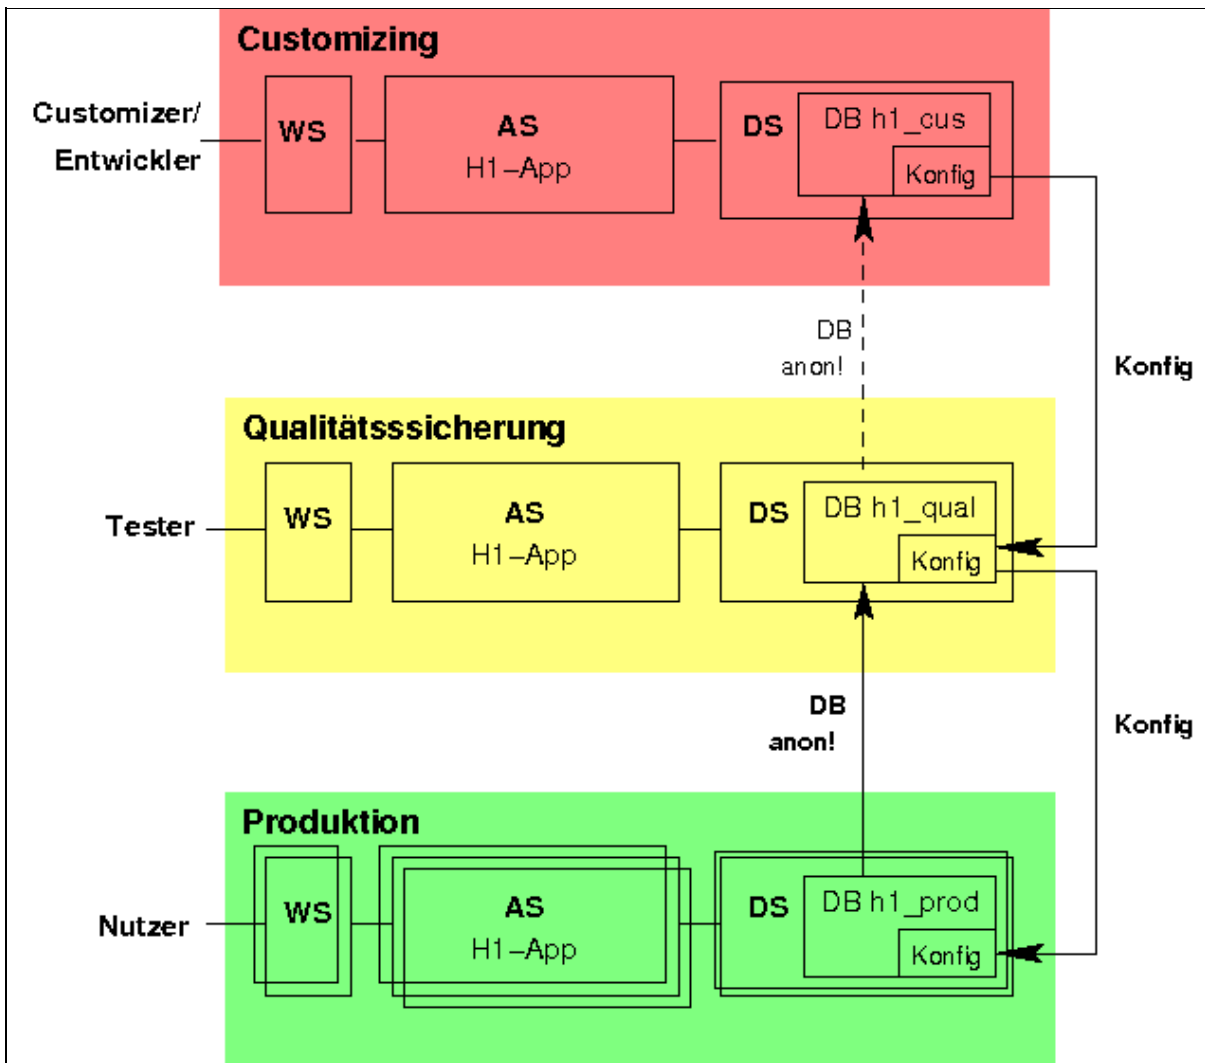 Customizing
Customizer/
Entwickler
WS
AS
H1-App
DS
DB h1_cus
Konfig
DB
anon!
Konfig
Qualitätsssicherung
Tester
WS
AS
H1-App
DS
DB h1_qual
Konfig
DB
anon!
Konfig
Produktion
Nutzer
WS
AS
H1-App
DS
DB h1_prod
Konfig